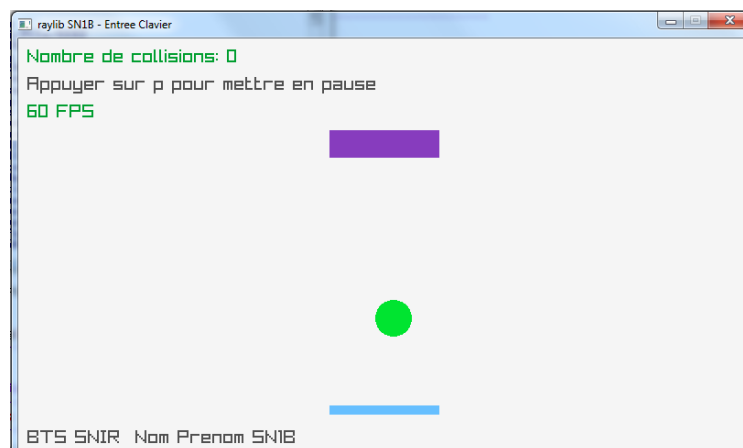 raylib SN1B - Entree Clavier
Nombre de collisions: 0
Appuyer sur p pour mettre en pause
60 FPS
BTS SNIR  Nom Prenom SN1B